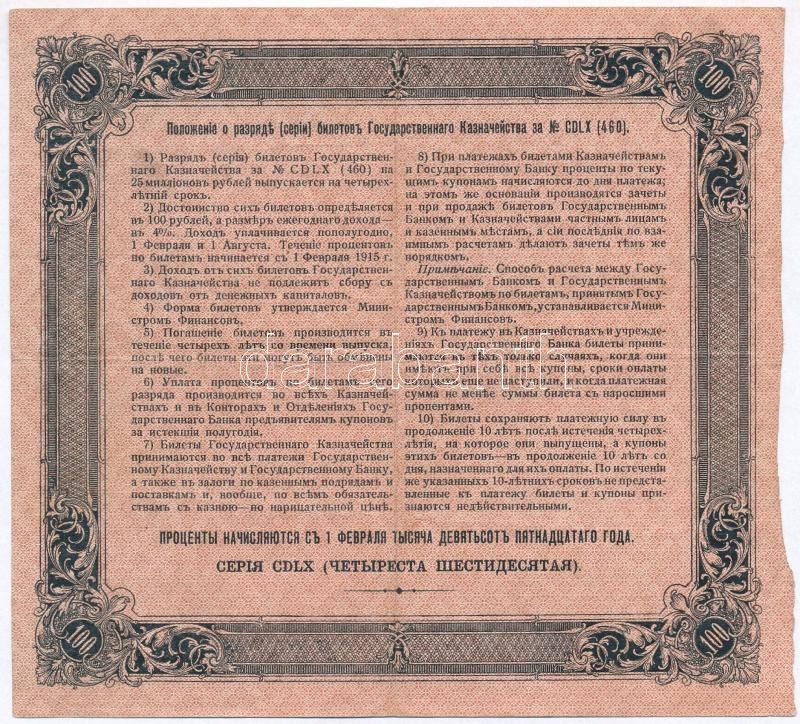 100
100
Положеніе о разрядѣ [серіи] билетовъ Государственнаго Казначейства за № CDLX (460).
1) Разрядъ (серія) билетовъ Государствен-
наго Казначейства за № CDLX (460) на
25 милліоновъ рублей выпускается на четырех-
лѣтній срокъ.
2) Достоинство сихъ билетовъ опредѣляется
въ 100 рублей, а размѣръ ежегоднаго дохода—
въ 4%. Доходъ уплачивается пополугодно,
1 Февраля и 1 Августа. Теченіе процентовъ
по билетамъ начинается съ 1 Февраля 1915 г.
3) Доходъ отъ сихъ билетовъ Государствен-
наго Казначейства не подлежитъ сбору съ
доходовъ отъ денежныхъ капиталовъ.
4) Форма билетовъ утверждается Мини-
стромъ Финансовъ.
5) Погашеніе билетовъ производится въ
теченіе четырехъ лѣтъ со времени выпуска,
послѣ чего билеты эти могутъ быть обмѣнены
на новые.
6) Уплата процентовъ по билетамъ сего
разряда производится во всѣхъ Казначей-
ствахъ и въ Конторахъ и Отдѣленіяхъ Государ-
ственнаго Банка предъявителямъ купоновъ
за истекшія полугодія.
7) Билеты Государственнаго Казначейства
принимаются во всѣ платежи Государствен-
ному Казначейству и Государственному Банку,
а также въ залоги по казеннымъ подрядамъ и
поставкамъ и, вообще, по всѣмъ обязатель-
ствамъ съ казною—по нарицательной цѣнѣ.
8) При платежахъ билетами Казначействамъ
и Государственному Банку проценты по теку-
щимъ купонамъ начисляются до дня платежа;
на этомъ же основаніи производятся зачеты
и при продажѣ билетовъ Государственнымъ
Банкомъ и Казначействами частнымъ лицамъ
и казеннымъ мѣстамъ, а сіи послѣднія по вза-
имнымъ расчетамъ дѣлаютъ зачеты тѣмъ же
порядкомъ.
Примѣчаніе. Способъ расчета между Госу-
дарственнымъ Банкомъ и Государственнымъ
Казначействомъ по билетамъ, принятымъ Госу-
дарственнымъ Банкомъ, устанавливается Мини-
стромъ Финансовъ.
9) Къ платежу въ Казначействахъ и учрежде-
ніяхъ Государственнаго Банка билеты прини-
маются въ тѣхъ только случаяхъ, когда они
имѣютъ при себѣ всѣ купоны, сроки оплаты
которыхъ еще не наступили, и когда платежная
сумма не менѣе суммы билета съ наросшими
процентами.
10) Билеты сохраняютъ платежную силу въ
продолженіе 10 лѣтъ послѣ истеченія четырех-
лѣтія, на которое они выпущены, а купоны
этихъ билетовъ—въ продолженіе 10 лѣтъ со
дня, назначеннаго для ихъ оплаты. По истеченіи
же указанныхъ 10-лѣтнихъ сроковъ не предста-
вленные къ платежу билеты и купоны при-
знаются недѣйствительными.
darabanth
ПРОЦЕНТЫ НАЧИСЛЯЮТСЯ СЪ 1 ФЕВРАЛЯ ТЫСЯЧА ДЕВЯТЬСОТЪ ПЯТНАДЦАТАГО ГОДА.
СЕРІЯ CDLX (ЧЕТЫРЕСТА ШЕСТИДЕСЯТАЯ).
100
100